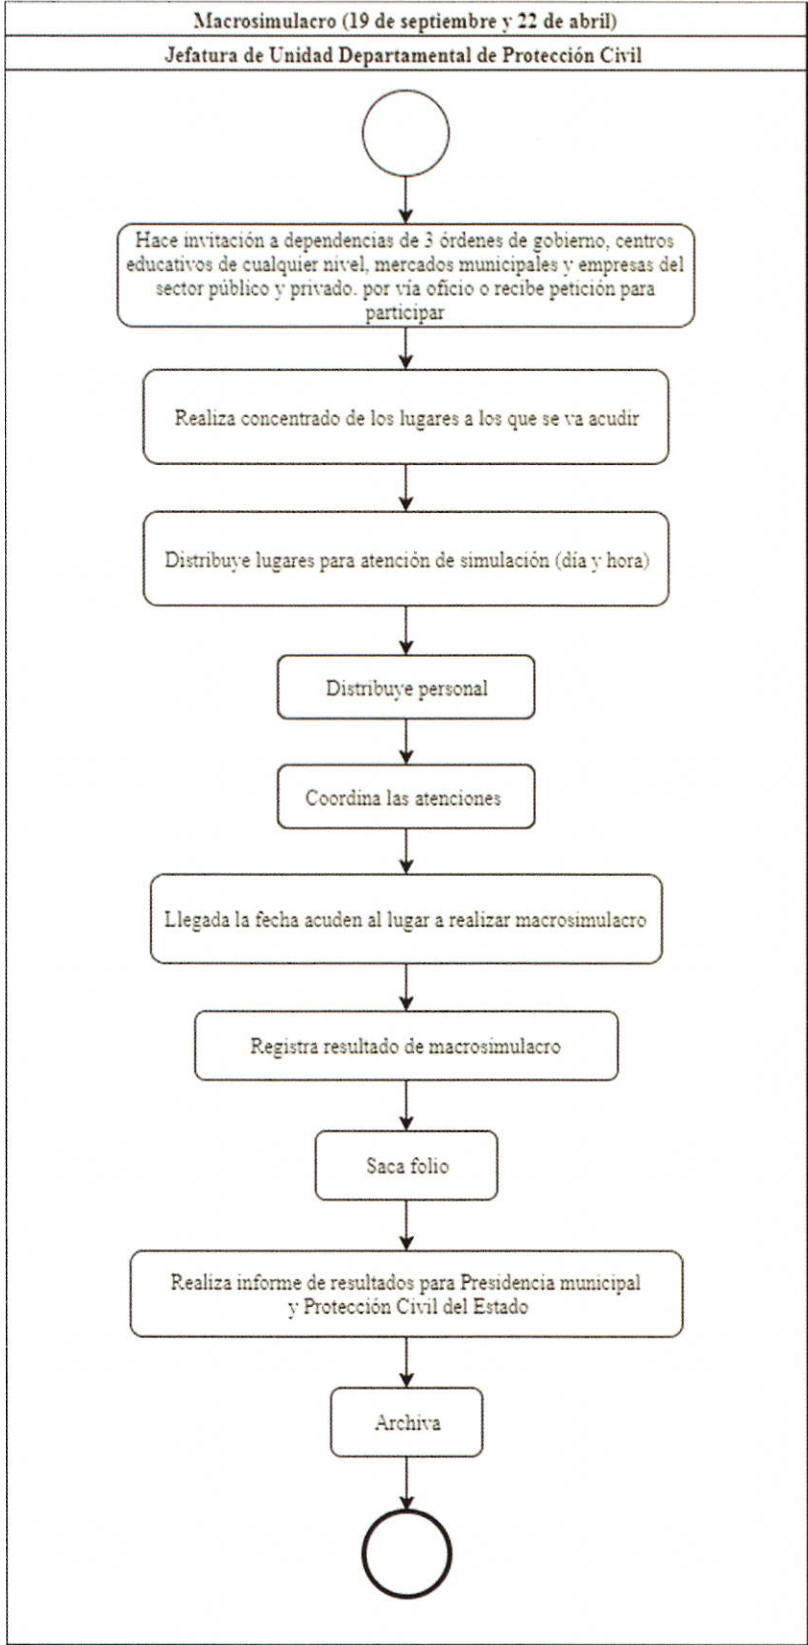 Macrosimulacro (19 de septiembre y 22 de abril)
Jefatura de Unidad Departamental de Protección Civil
Hace invitación a dependencias de 3 órdenes de gobierno, centros
educativos de cualquier nivel, mercados municipales y empresas del
sector público y privado. por vía oficio o recibe petición para
participar
Realiza concentrado de los lugares a los que se va acudir
Distribuye lugares para atención de simulación (día y hora)
Distribuye personal
Coordina las atenciones
Llegada la fecha acuden al lugar a realizar macrosimulacro
Registra resultado de macrosimulacro
Saca folio
Realiza informe de resultados para Presidencia municipal
y Protección Civil del Estado
Archiva